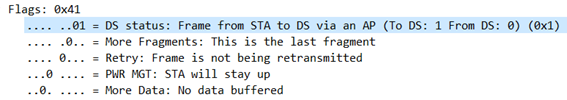 Flags: 0x41
.... ..01 = DS status: Frame from STA to DS via an AP (To DS: 1 From DS: 0) (0x1)
.... .0.. = More Fragments: This is the last fragment
.... 0... = Retry: Frame is not being retransmitted
...0 .... = PWR MGT: STA will stay up
..0. .... = More Data: No data buffered